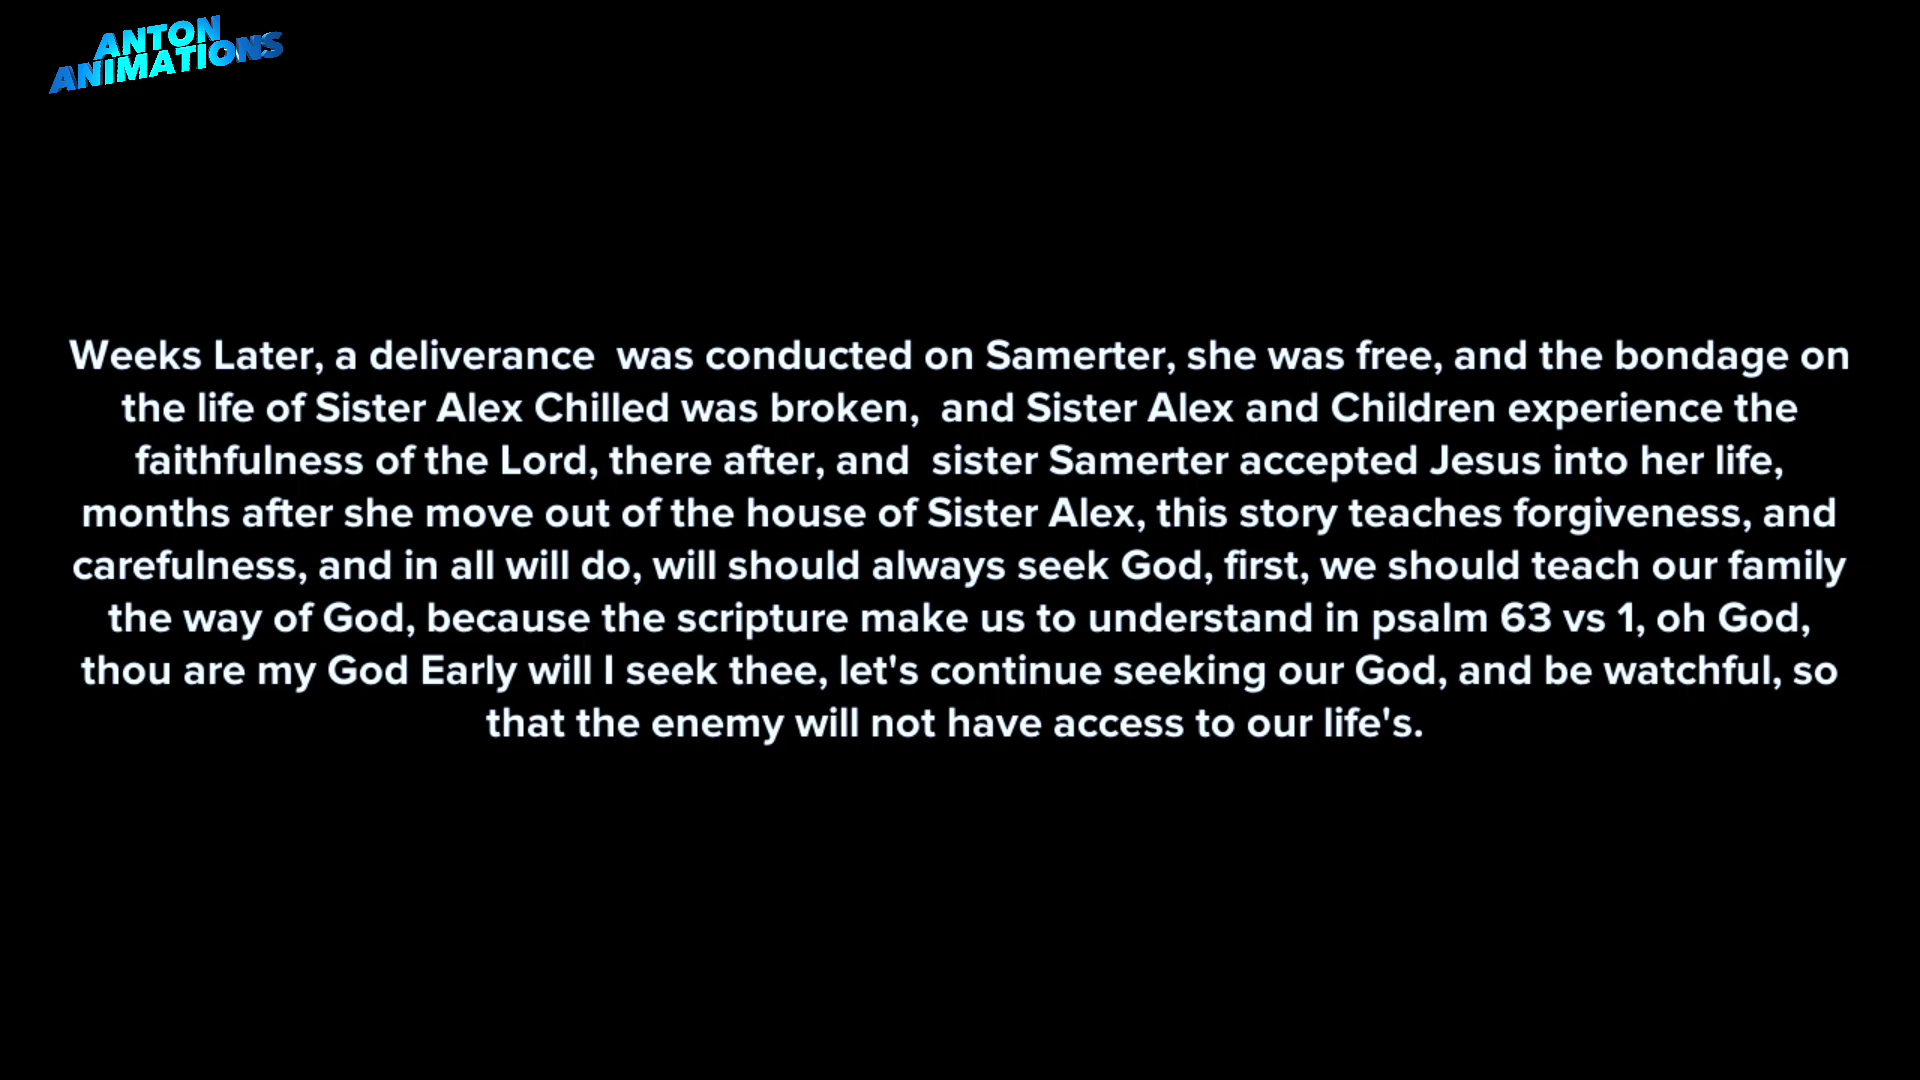 ANTON
ANIMATIONS
Weeks Later, a deliverance  was conducted on Samerter, she was free, and the bondage on
the life of Sister Alex Chilled was broken,  and Sister Alex and Children experience the
faithfulness of the Lord, there after, and  sister Samerter accepted Jesus into her life,
months after she move out of the house of Sister Alex, this story teaches forgiveness, and
carefulness, and in all will do, will should always seek God, first, we should teach our family
the way of God, because the scripture make us to understand in psalm 63 vs 1, oh God,
thou are my God Early will I seek thee, let's continue seeking our God, and be watchful, so
that the enemy will not have access to our life's.